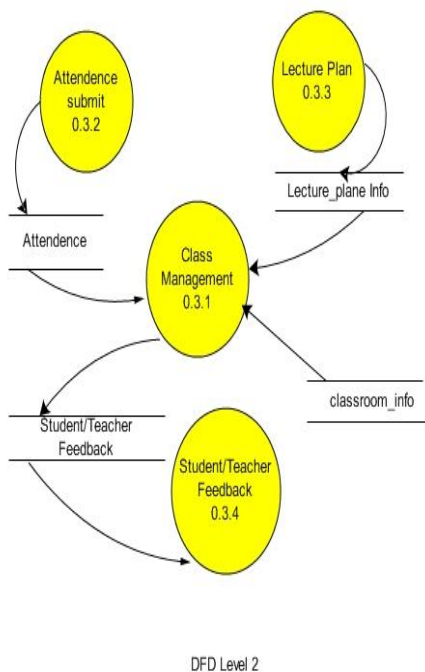 Attendence
submit
0.3.2
Lecture Plan
0.3.3
Lecture_plane Info
Attendence
Class
Management
0.3.1
classroom_info
Student/Teacher
Feedback
Student/Teacher
Feedback
0.3.4
DFD Level 2